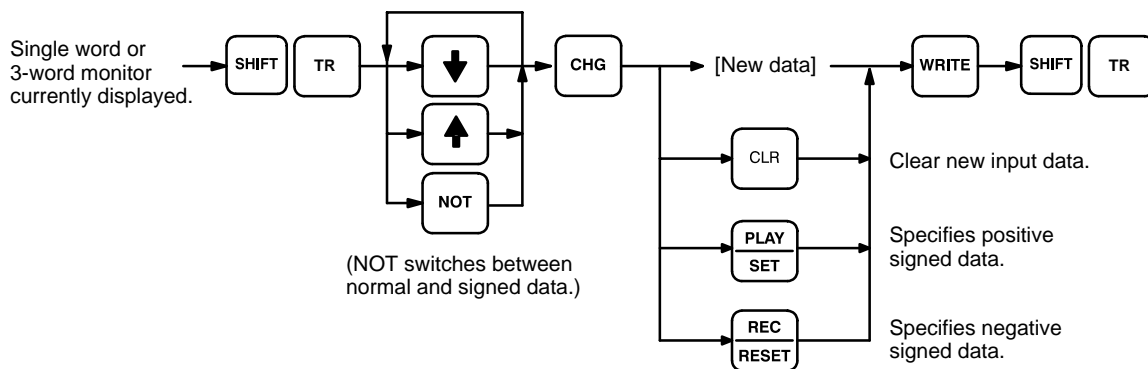 Single word or
3-word monitor
currently displayed.
SHIFT
TR
CHG
[New data]
WRITE
SHIFT
TR
NOT
(NOT switches between
normal and signed data.)
CLR
Clear new input data.
PLAY
SET
Specifies positive
signed data.
REC
RESET
Specifies negative
signed data.